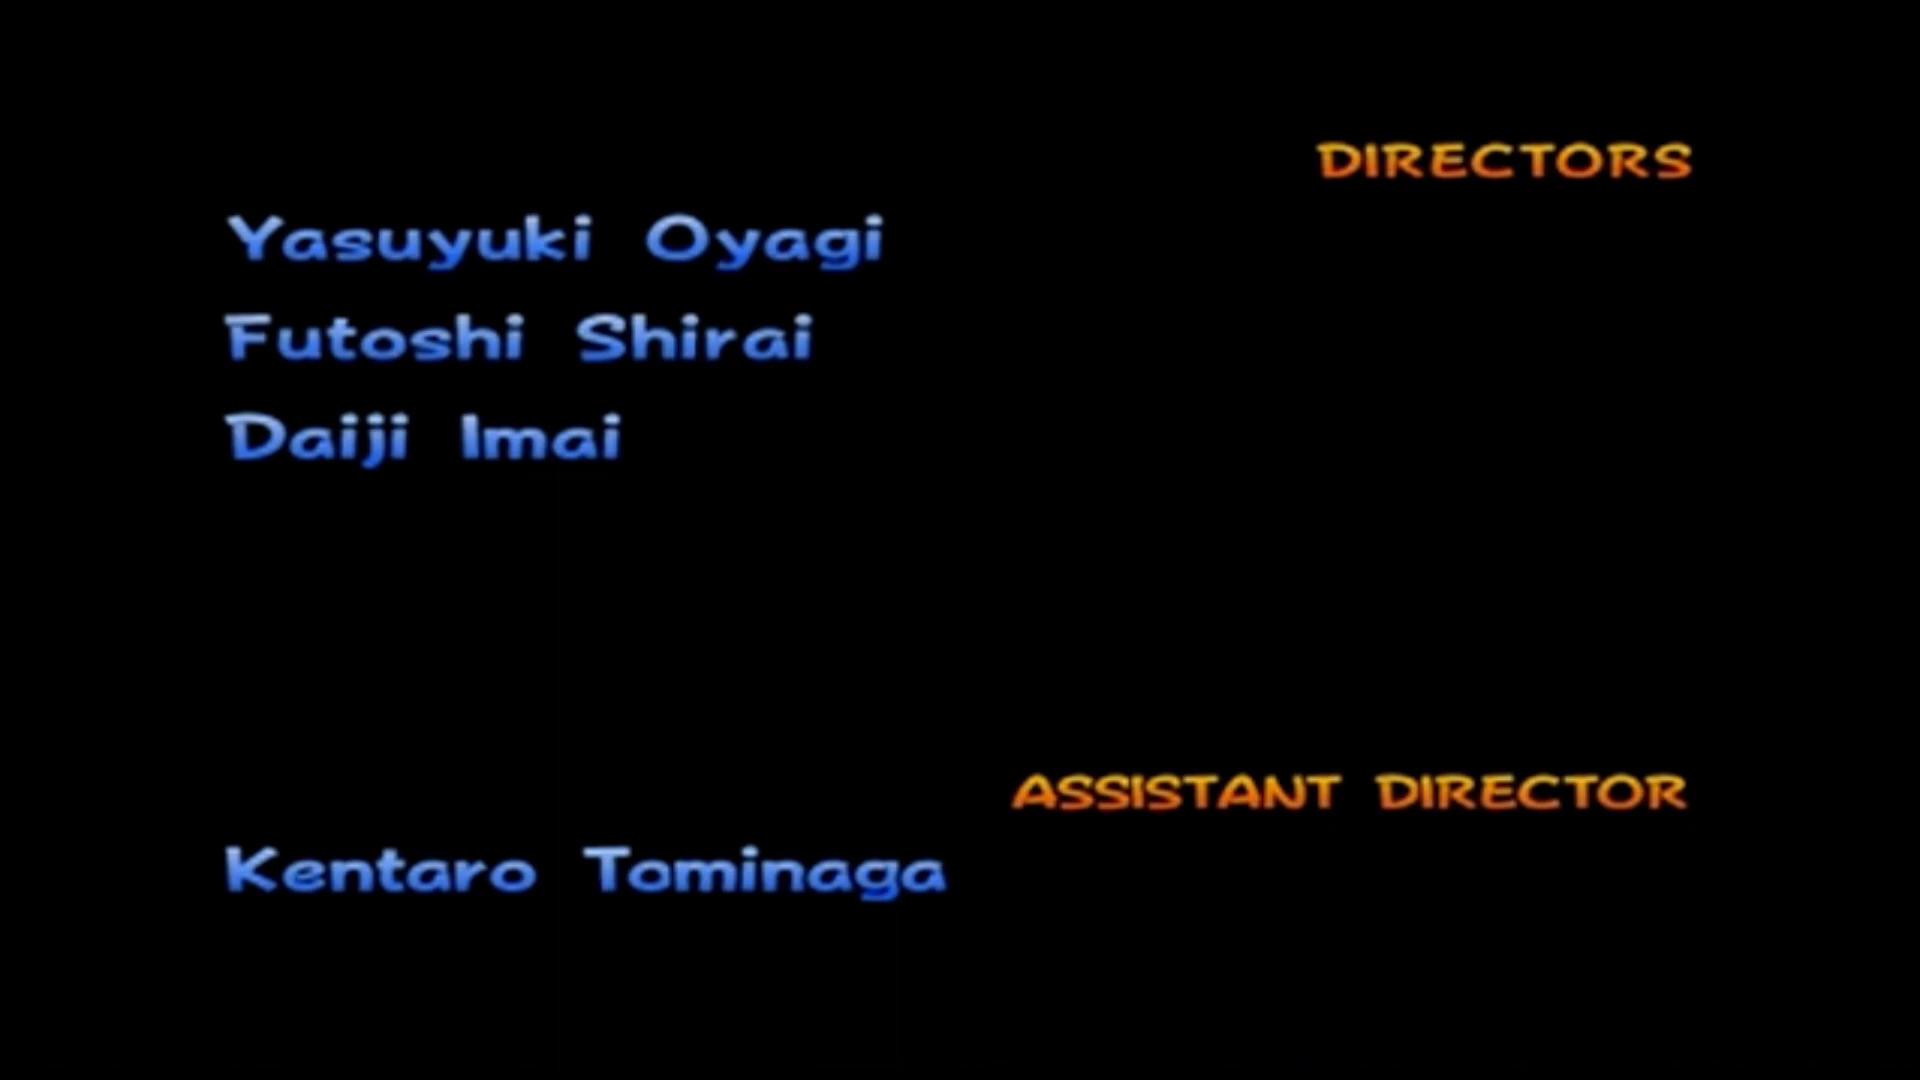 DIRECTORS
Yasuyuki Oyagi
Futoshi Shirai
Daiji Imai
ASSISTANT DIRECTOR
Kentaro Tominaga